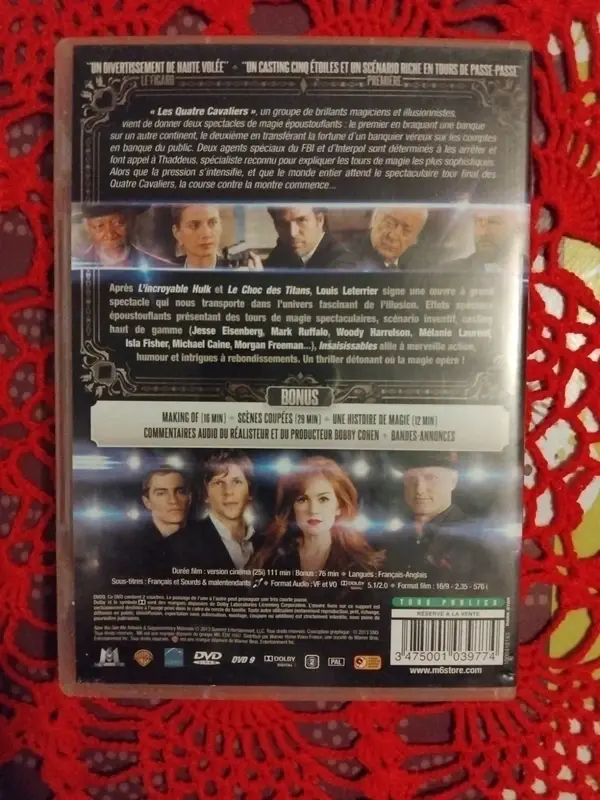 "UN DIVERTISSEMENT DE HAUTE VOLÉE" "UN CASTING CINQ ÉTOILES ET UN SCÉNARIO RICHE EN TOURS DE PASSE-PASSE"
LE FIGARO PREMIÈRE
« Les Quatre Cavaliers », un groupe de brillants magiciens et illusionnistes,
vient de donner deux spectacles de magie époustouflants : le premier en braquant une banque
sur un autre continent, le deuxième en transférant la fortune d'un banquier véreux sur les comptes
en banque du public. Deux agents spéciaux du FBI et d'Interpol sont déterminés à les arrêter et
font appel à Thaddeus, spécialiste reconnu pour expliquer les tours de magie les plus sophistiqués.
Alors que la pression s'intensifie, et que le monde entier attend le spectaculaire tour final des
Quatre Cavaliers, la course contre la montre commence...
Après L'incroyable Hulk et Le Choc des Titans, Louis Leterrier signe une œuvre à grand
spectacle qui nous transporte dans l'univers fascinant de l'illusion. Effets spéciaux
époustouflants présentant des tours de magie spectaculaires, scénario inventif, casting
haut de gamme (Jesse Eisenberg, Mark Ruffalo, Woody Harrelson, Mélanie Laurent,
Isla Fisher, Michael Caine, Morgan Freeman...), Insaisissables allie à merveille action,
humour et intrigues à rebondissements. Un thriller détonant où la magie opère !
BONUS
MAKING OF (16 MIN) SCÈNES COUPÉES (29 MIN) UNE HISTOIRE DE MAGIE (12 MIN)
COMMENTAIRES AUDIO DU RÉALISTEUR ET DU PRODUCTEUR BOBBY COHEN BANDES-ANNONCES
Durée film : version cinéma (25i) 111 min Bonus : 76 min Langues : Français-Anglais
Sous-titres : Français et Sourds & malentendants Format Audio : VF et VO DOLBY DIGITAL 5.1/2.0 Format film : 16/9 - 2.35 - 576 i
TOUS PUBLICS
RÉSERVÉ À LA VENTE
3 475001 039774
www.m6store.com
M6
DVD VIDEO
DVD 9
DOLBY DIGITAL
2
PAL